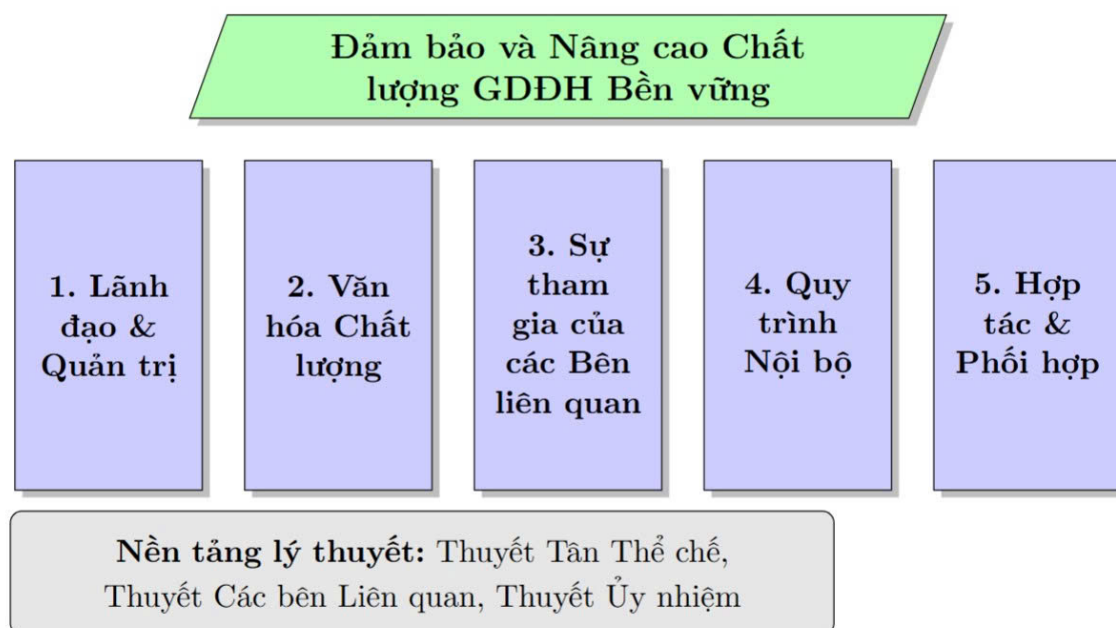 Đảm bảo và Nâng cao Chất
lượng GDĐH Bền vững
1. Lãnh
đạo &
Quản trị
2. Văn
hóa Chất
lượng
3. Sự
tham
gia của
các Bên
liên quan
4. Quy
trình
Nội bộ
5. Hợp
tác &
Phối hợp
Nền tảng lý thuyết: Thuyết Tân Thể chế,
Thuyết Các bên Liên quan, Thuyết Ủy nhiệm